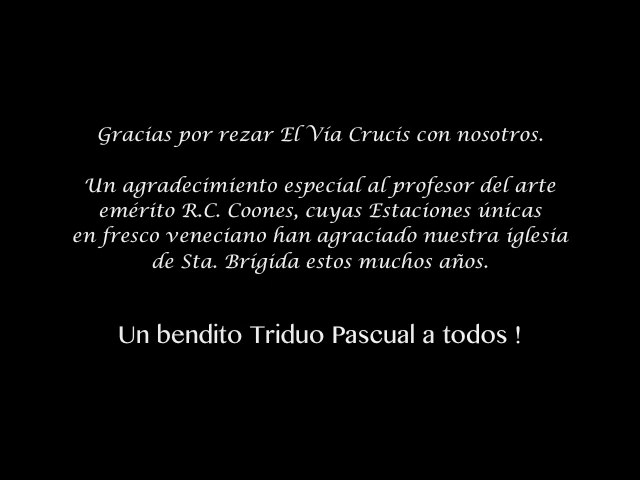 Gracias por rezar El Vía Crucis con nosotros.
Un agradecimiento especial al profesor del arte
emérito R.C. Coones, cuyas Estaciones únicas
en fresco veneciano han agraciado nuestra iglesia
de Sta. Brígida estos muchos años.
Un bendito Triduo Pascual a todos !